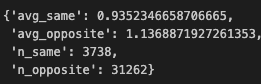 {'avg_same': 0.9352346658706665,
'avg_opposite': 1.1368871927261353,
'n_same': 3738,
'n_opposite': 31262}